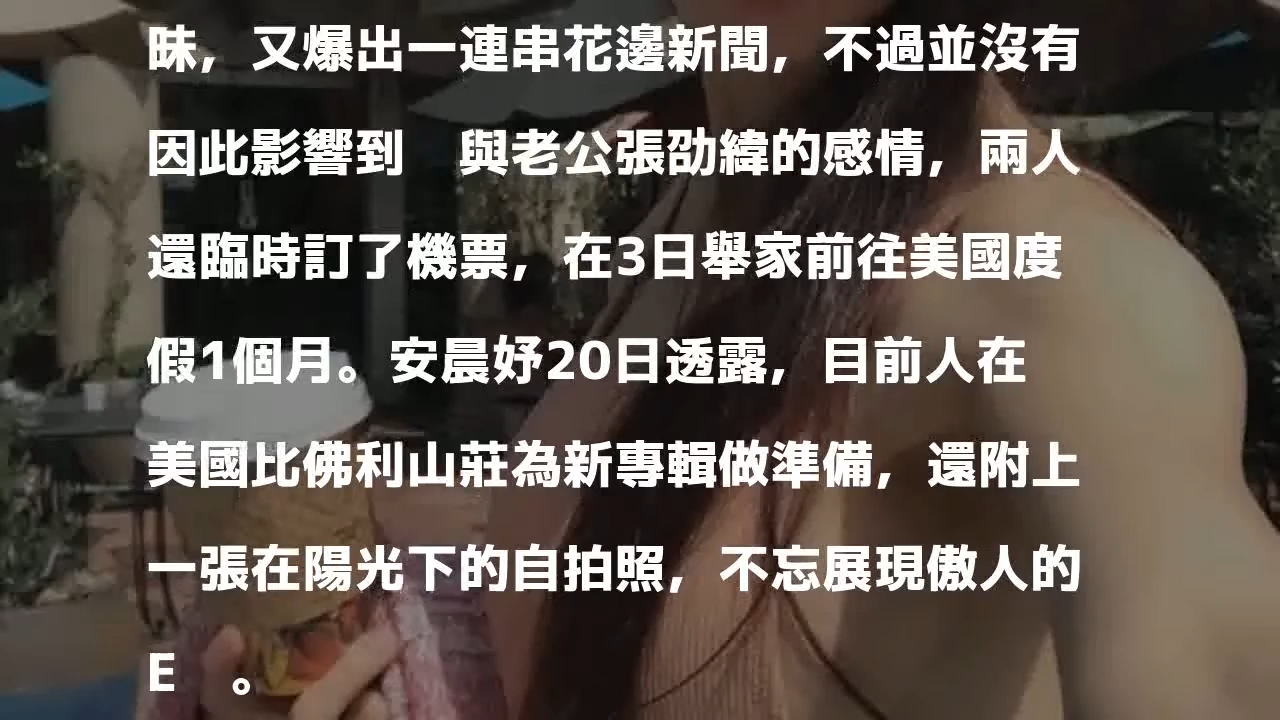 昧，又爆出一連串花邊新聞，不過並沒有
因此影響到　與老公張劭緯的感情，兩人
還臨時訂了機票，在3日舉家前往美國度
假1個月。安晨妤20日透露，目前人在
美國比佛利山莊為新專輯做準備，還附上
一張在陽光下的自拍照，不忘展現傲人的
E　。